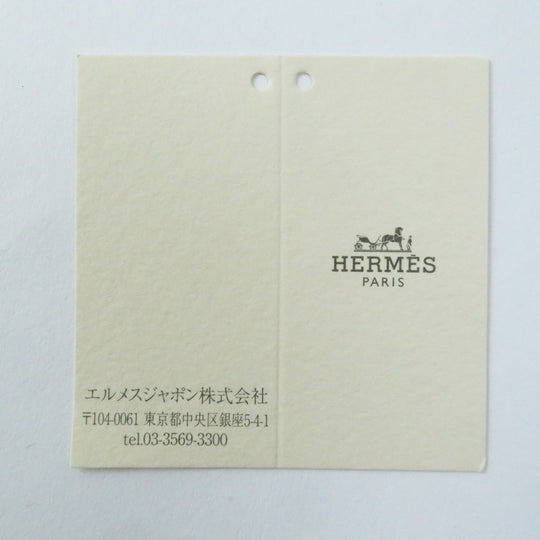 HERMÈS
PARIS
エルメスジャポン株式会社
〒104-0061 東京都中央区銀座5-4-1
tel.03-3569-3300